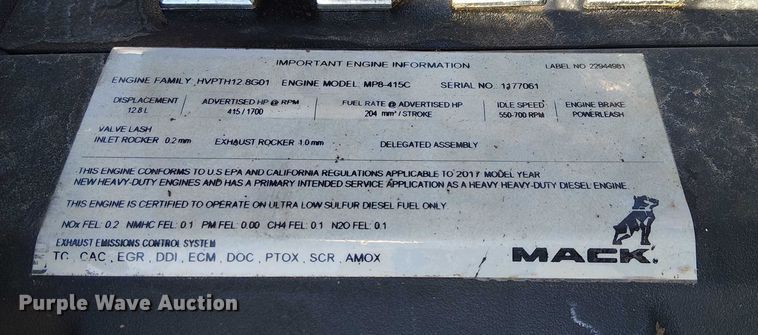 IMPORTANT ENGINE INFORMATION LABEL NO 22944981
ENGINE FAMILY HVPTH12.8G01 ENGINE MODEL MP8-415C SERIAL NO 1177061
DISPLACEMENT ADVERTISED HP @ RPM FUEL RATE @ ADVERTISED HP IDLE SPEED ENGINE BRAKE
12.8 L 415 / 1700 204 mm³ / STROKE 550-700 RPM POWERLEASH
VALVE LASH
INLET ROCKER 0.2 mm EXHAUST ROCKER 1.0 mm DELEGATED ASSEMBLY
THIS ENGINE CONFORMS TO U.S EPA AND CALIFORNIA REGULATIONS APPLICABLE TO 2017 MODEL YEAR
NEW HEAVY-DUTY ENGINES AND HAS A PRIMARY INTENDED SERVICE APPLICATION AS A HEAVY HEAVY-DUTY DIESEL ENGINE.
THIS ENGINE IS CERTIFIED TO OPERATE ON ULTRA LOW SULFUR DIESEL FUEL ONLY
NOx FEL: 0.2 NMHC FEL: 0.1 PM FEL: 0.00 CH4 FEL: 0.1 N2O FEL: 0.1
EXHAUST EMISSIONS CONTROL SYSTEM
TC , CAC , EGR , DDI , ECM , DOC , PTOX , SCR , AMOX
MACK
Purple Wave Auction